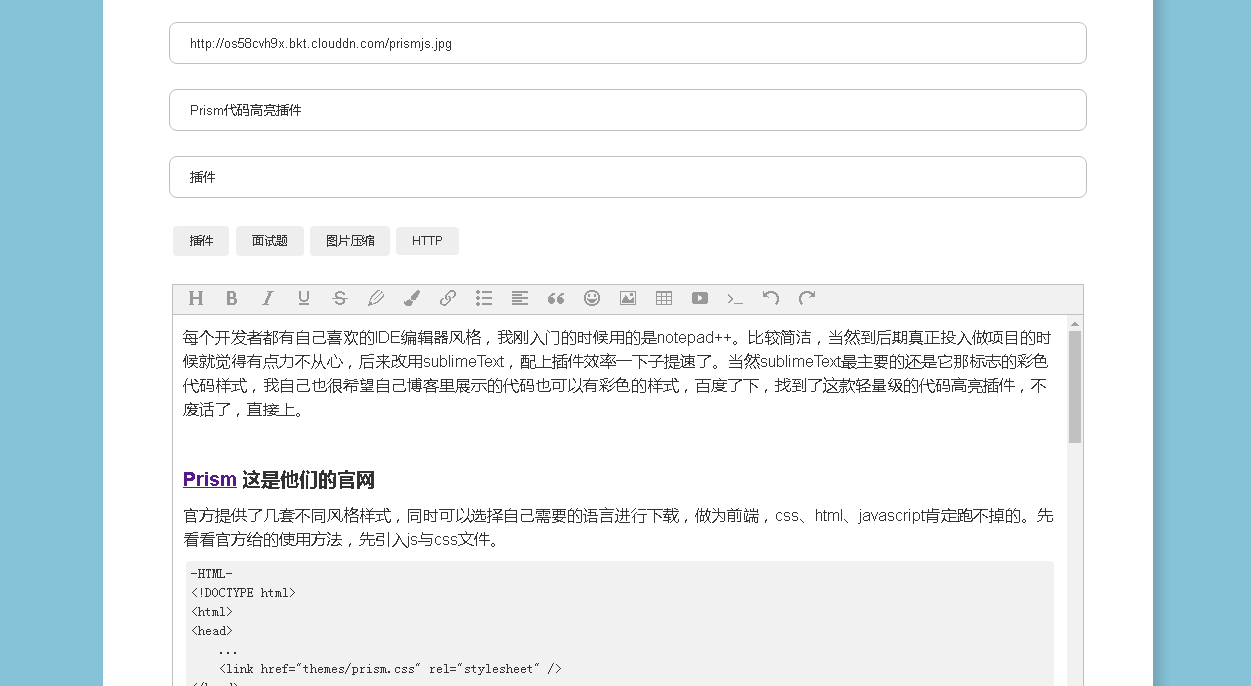 http://os58cvh9x.bkt.clouddn.com/prismjs.jpg
Prism代码高亮插件
插件
插件 面试题 图片压缩 HTTP
每个开发者都有自己喜欢的IDE编辑器风格，我刚入门的时候用的是notepad++。比较简洁，当然到后期真正投入做项目的时
候就觉得有点力不从心，后来改用sublimeText，配上插件效率一下子提速了。当然sublimeText最主要的还是它那标志的彩色
代码样式，我自己也很希望自己博客里展示的代码也可以有彩色的样式，百度了下，找到了这款轻量级的代码高亮插件，不
废话了，直接上。
Prism 这是他们的官网
官方提供了几套不同风格样式，同时可以选择自己需要的语言进行下载，做为前端，css、html、javascript肯定跑不掉的。先
看看官方给的使用方法，先引入js与css文件。
-HTML-
<!DOCTYPE html>
<html>
<head>
...
<link href="themes/prism.css" rel="stylesheet" />